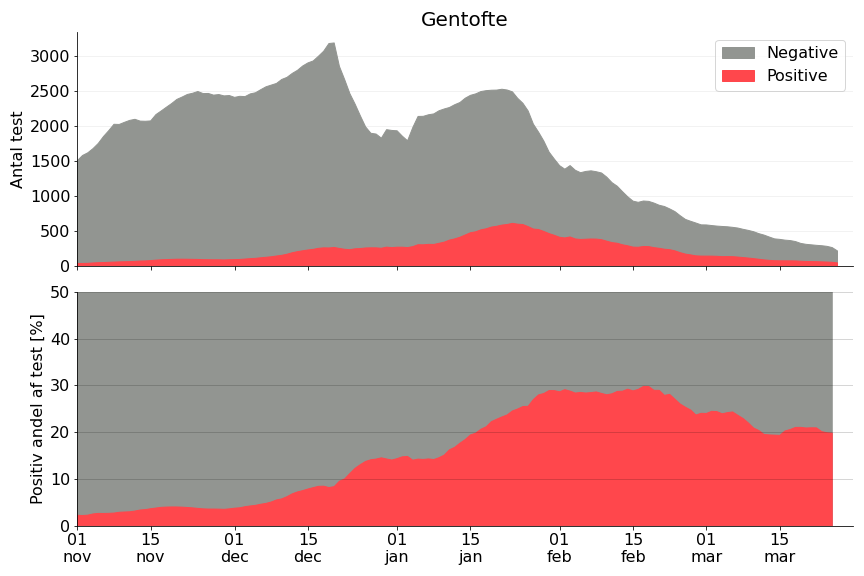 Gentofte
Antal test
3000
2500
2000
1500
1000
500
0
Negative
Positive
Positiv andel af test [%]
50
40
30
20
10
0
01 15 01 15 01 15 01 15 01 15
nov nov dec dec jan jan feb feb mar mar